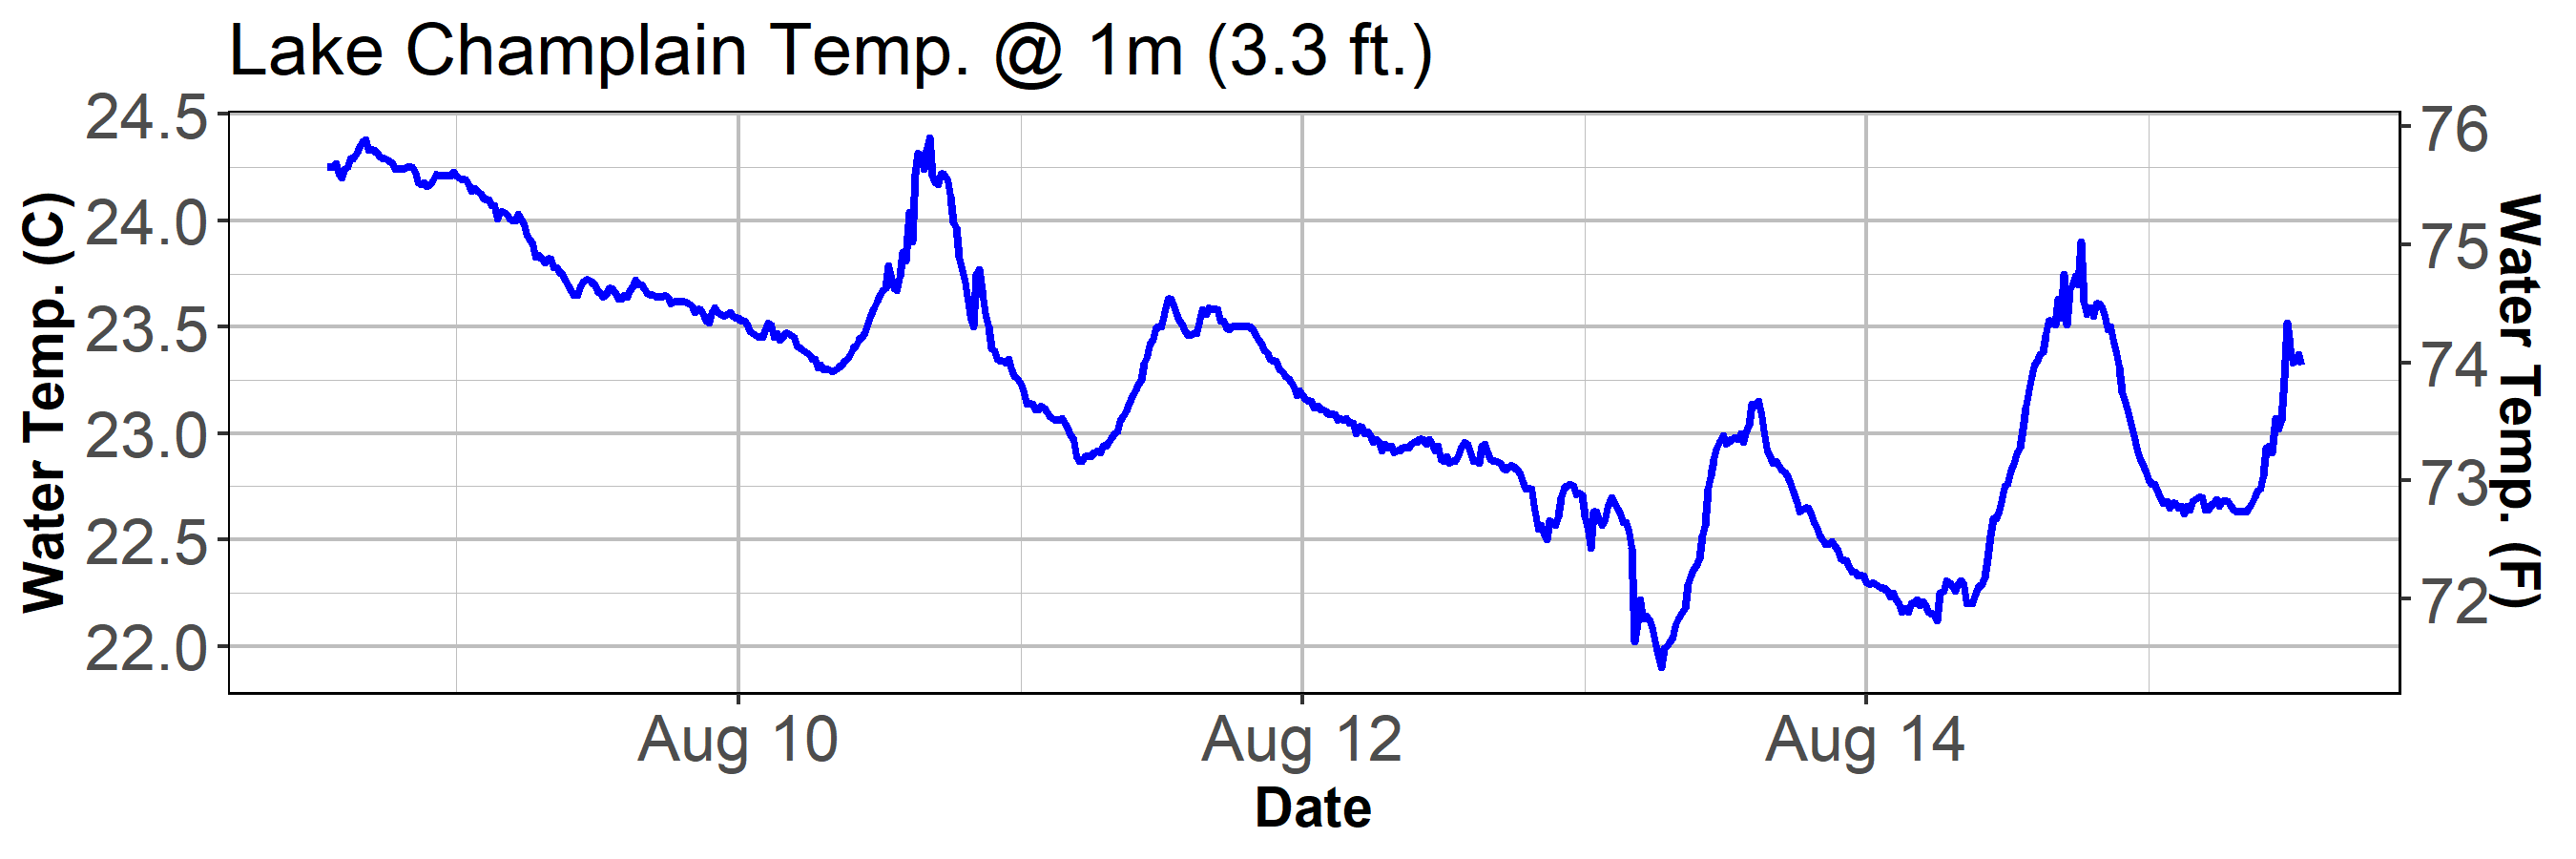 Lake Champlain Temp. @ 1m (3.3 ft.)
Water Temp. (C)
24.5
24.0
23.5
23.0
22.5
22.0
76
75
74
73
72
Water Temp. (F)
Aug 10
Aug 12
Aug 14
Date